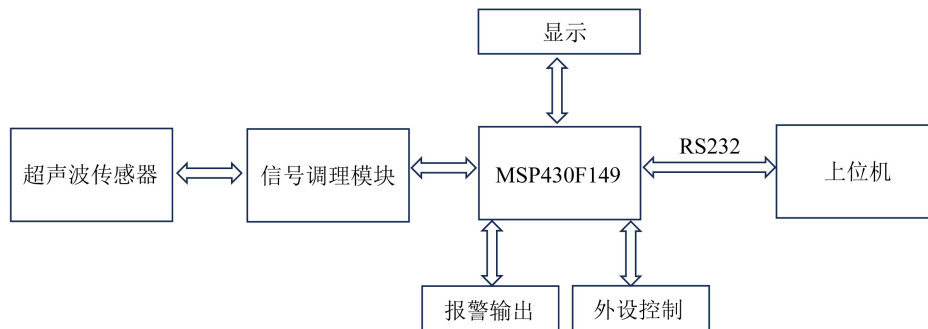 显示
RS232
超声波传感器
信号调理模块
MSP430F149
上位机
报警输出
外设控制